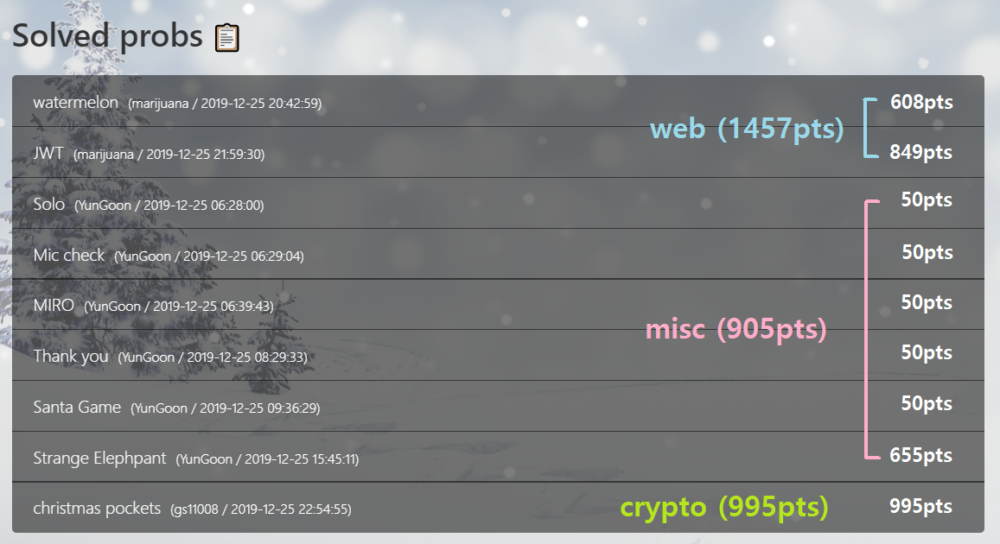 Solved probs 📋
watermelon (marijuana / 2019-12-25 20:42:59) 608pts
web (1457pts)
JWT (marijuana / 2019-12-25 21:59:30) 849pts
Solo (YunGoon / 2019-12-25 06:28:00) 50pts
Mic check (YunGoon / 2019-12-25 06:29:04) 50pts
MIRO (YunGoon / 2019-12-25 06:39:43) 50pts
misc (905pts)
Thank you (YunGoon / 2019-12-25 08:29:33) 50pts
Santa Game (YunGoon / 2019-12-25 09:36:29) 50pts
Strange Elephpant (YunGoon / 2019-12-25 15:45:11) 655pts
christmas pockets (gs11008 / 2019-12-25 22:54:55) crypto (995pts) 995pts